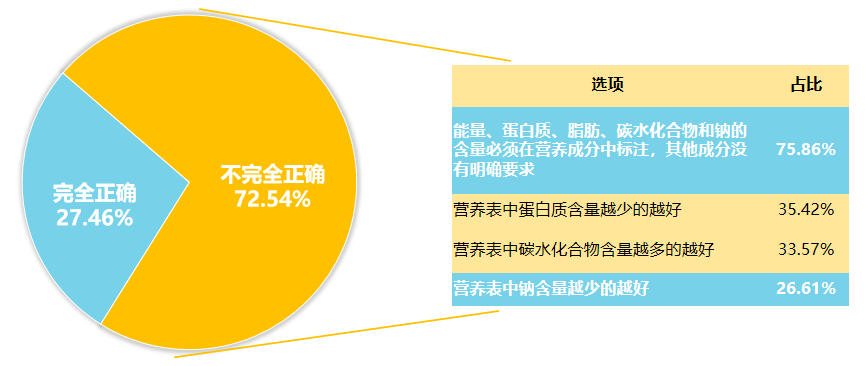 完全正确
27.46%
不完全正确
72.54%
选项 占比
能量、蛋白质、脂肪、碳水化合物和钠的
含量必须在营养成分中标注，其他成分没
有明确要求
75.86%
营养表中蛋白质含量越少的越好 35.42%
营养表中碳水化合物含量越多的越好 33.57%
营养表中钠含量越少的越好 26.61%